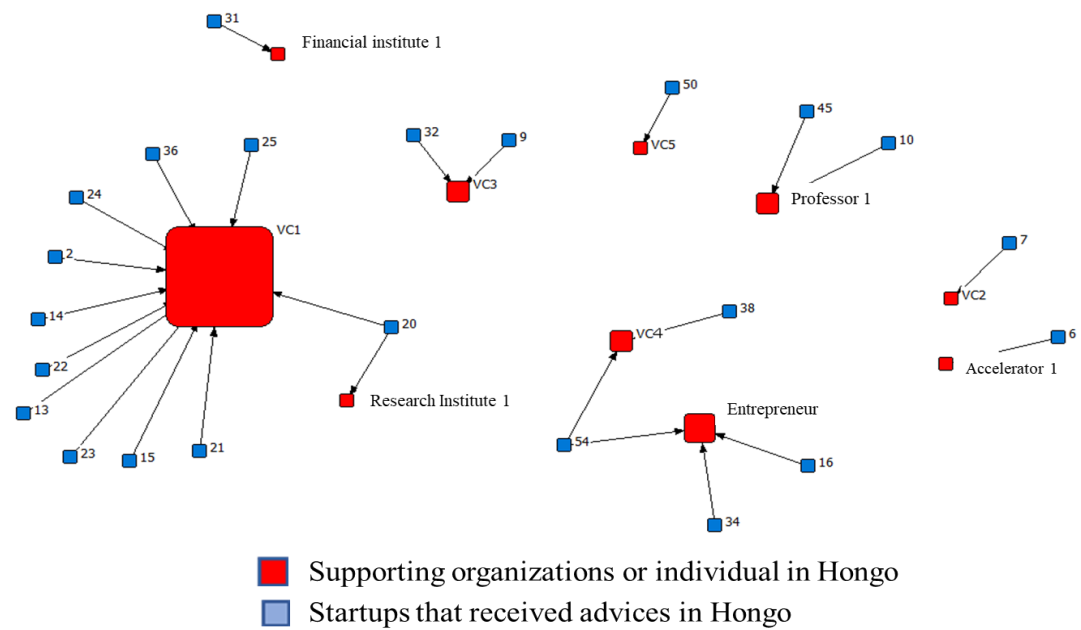 31
Financial institute 1
50
45
32
9
10
36
25
VC5
VC3
24
Professor 1
VC1
2
7
VC2
14
20
38
VC4
6
22
Accelerator 1
Research Institute 1
13
Entrepreneur
23
15
21
54
16
34
Supporting organizations or individual in Hongo
Startups that received advices in Hongo